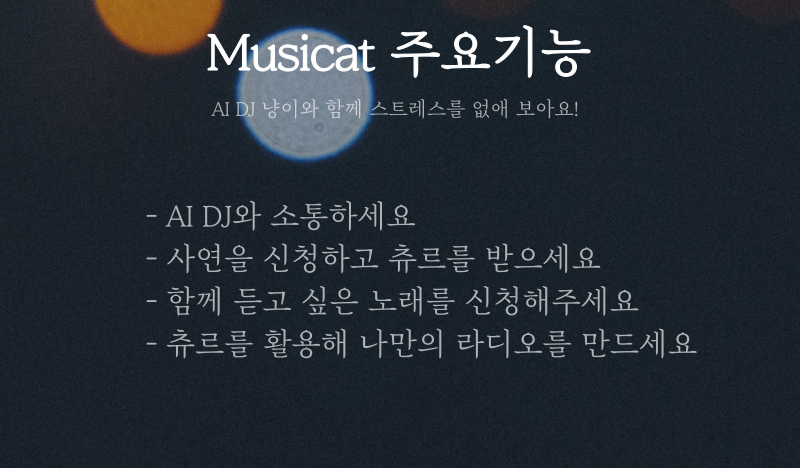 Musicat 주요기능
AI DJ 냥이와 함께 스트레스를 없애 보아요!
- AI DJ와 소통하세요
- 사연을 신청하고 츄르를 받으세요
- 함께 듣고 싶은 노래를 신청해주세요
- 츄르를 활용해 나만의 라디오를 만드세요